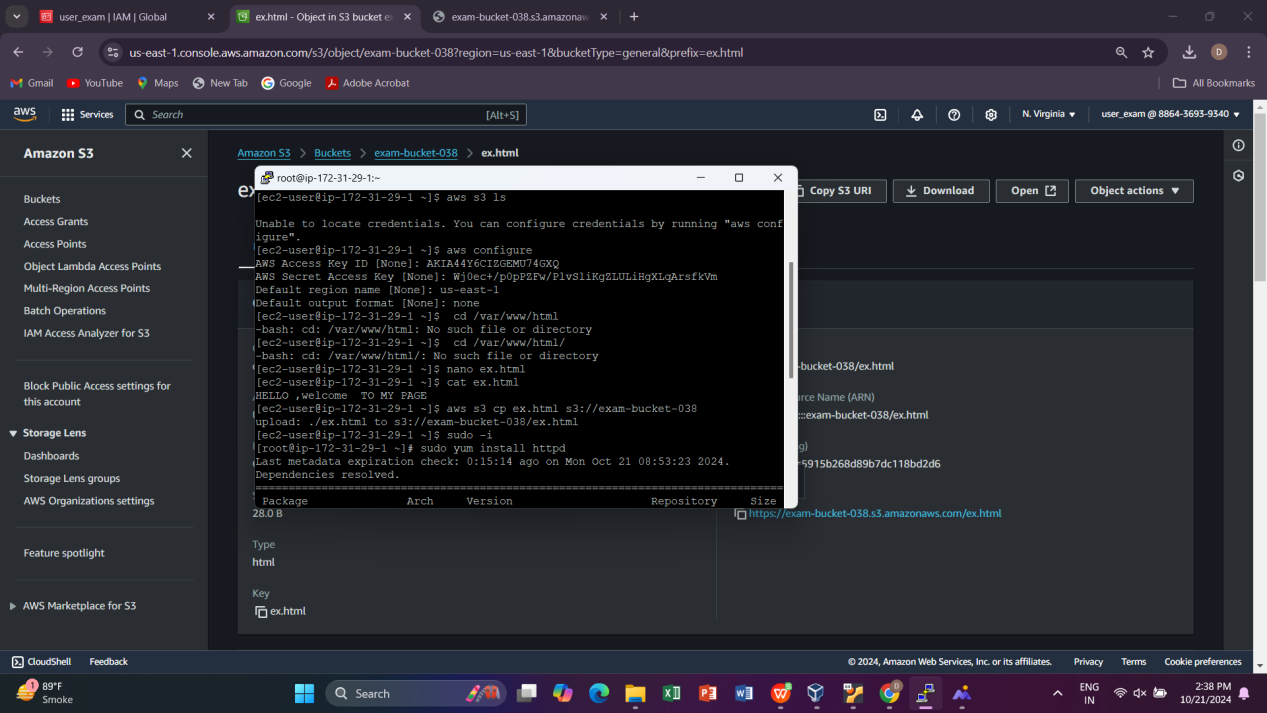 user_exam | IAM | Global
ex.html - Object in S3 bucket e
exam-bucket-038.s3.amazonaw
us-east-1.console.aws.amazon.com/s3/object/exam-bucket-038?region=us-east-1&bucketType=general&prefix=ex.html
D
Gmail
YouTube
Maps
New Tab
Google
Adobe Acrobat
All Bookmarks
aws
Services
Search
[Alt+S]
N. Virginia
user_exam @ 8864-3693-9340
Amazon S3
Buckets
Access Grants
Access Points
Object Lambda Access Points
Multi-Region Access Points
Batch Operations
IAM Access Analyzer for S3
Block Public Access settings for
this account
Storage Lens
Dashboards
Storage Lens groups
AWS Organizations settings
Feature spotlight
AWS Marketplace for S3
Amazon S3 > Buckets > exam-bucket-038 > ex.html
ex
Copy S3 URI
Download
Open
Object actions
root@ip-172-31-29-1:~
[ec2-user@ip-172-31-29-1 ~]$ aws s3 ls
Unable to locate credentials. You can configure credentials by running "aws conf
igure".
[ec2-user@ip-172-31-29-1 ~]$ aws configure
AWS Access Key ID [None]:
AWS Secret Access Key [None]:
Default region name [None]: us-east-1
Default output format [None]: none
[ec2-user@ip-172-31-29-1 ~]$  cd /var/www/html
-bash: cd: /var/www/html: No such file or directory
[ec2-user@ip-172-31-29-1 ~]$  cd /var/www/html/
-bash: cd: /var/www/html/: No such file or directory
[ec2-user@ip-172-31-29-1 ~]$ nano ex.html
[ec2-user@ip-172-31-29-1 ~]$ cat ex.html
HELLO ,welcome  TO MY PAGE
[ec2-user@ip-172-31-29-1 ~]$ aws s3 cp ex.html s3://exam-bucket-038
upload: ./ex.html to s3://exam-bucket-038/ex.html
[ec2-user@ip-172-31-29-1 ~]$ sudo -i
[root@ip-172-31-29-1 ~]# sudo yum install httpd
Last metadata expiration check: 0:15:14 ago on Mon Oct 21 08:53:23 2024.
Dependencies resolved.
================================================================================
Package Arch Version Repository Size
-bucket-038/ex.html
urce Name (ARN)
:::exam-bucket-038/ex.html
g)
5915b268d89b7dc118bd2d6
28.0 B
https://exam-bucket-038.s3.amazonaws.com/ex.html
Type
html
Key
ex.html
CloudShell
Feedback
© 2024, Amazon Web Services, Inc. or its affiliates.
Privacy
Terms
Cookie preferences
1
89°F
Smoke
Search
ENG
IN
2:38 PM
10/21/2024